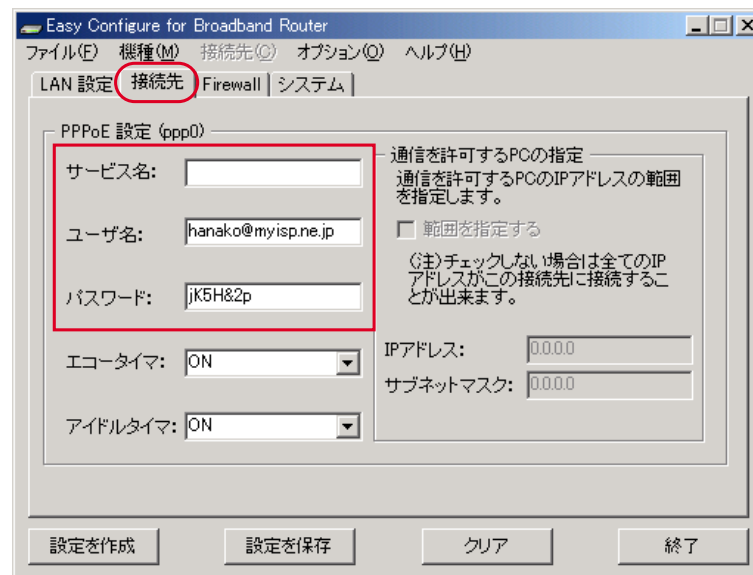 Easy Configure for Broadband Router
ファイル(F) 機種(M) 接続先(C) オプション(O) ヘルプ(H)
LAN 設定 接続先 Firewall システム
PPPoE 設定 (ppp0)
サービス名:
ユーザ名: hanako@myisp.ne.jp
パスワード: jK5H&2p
エコータイマ: ON
アイドルタイマ: ON
通信を許可するPCの指定
通信を許可するPCのIPアドレスの範囲
を指定します。
範囲を指定する
(注)チェックしない場合は全てのIP
アドレスがこの接続先に接続するこ
とが出来ます。
IPアドレス: 0.0.0.0
サブネットマスク: 0.0.0.0
設定を作成 設定を保存 クリア 終了